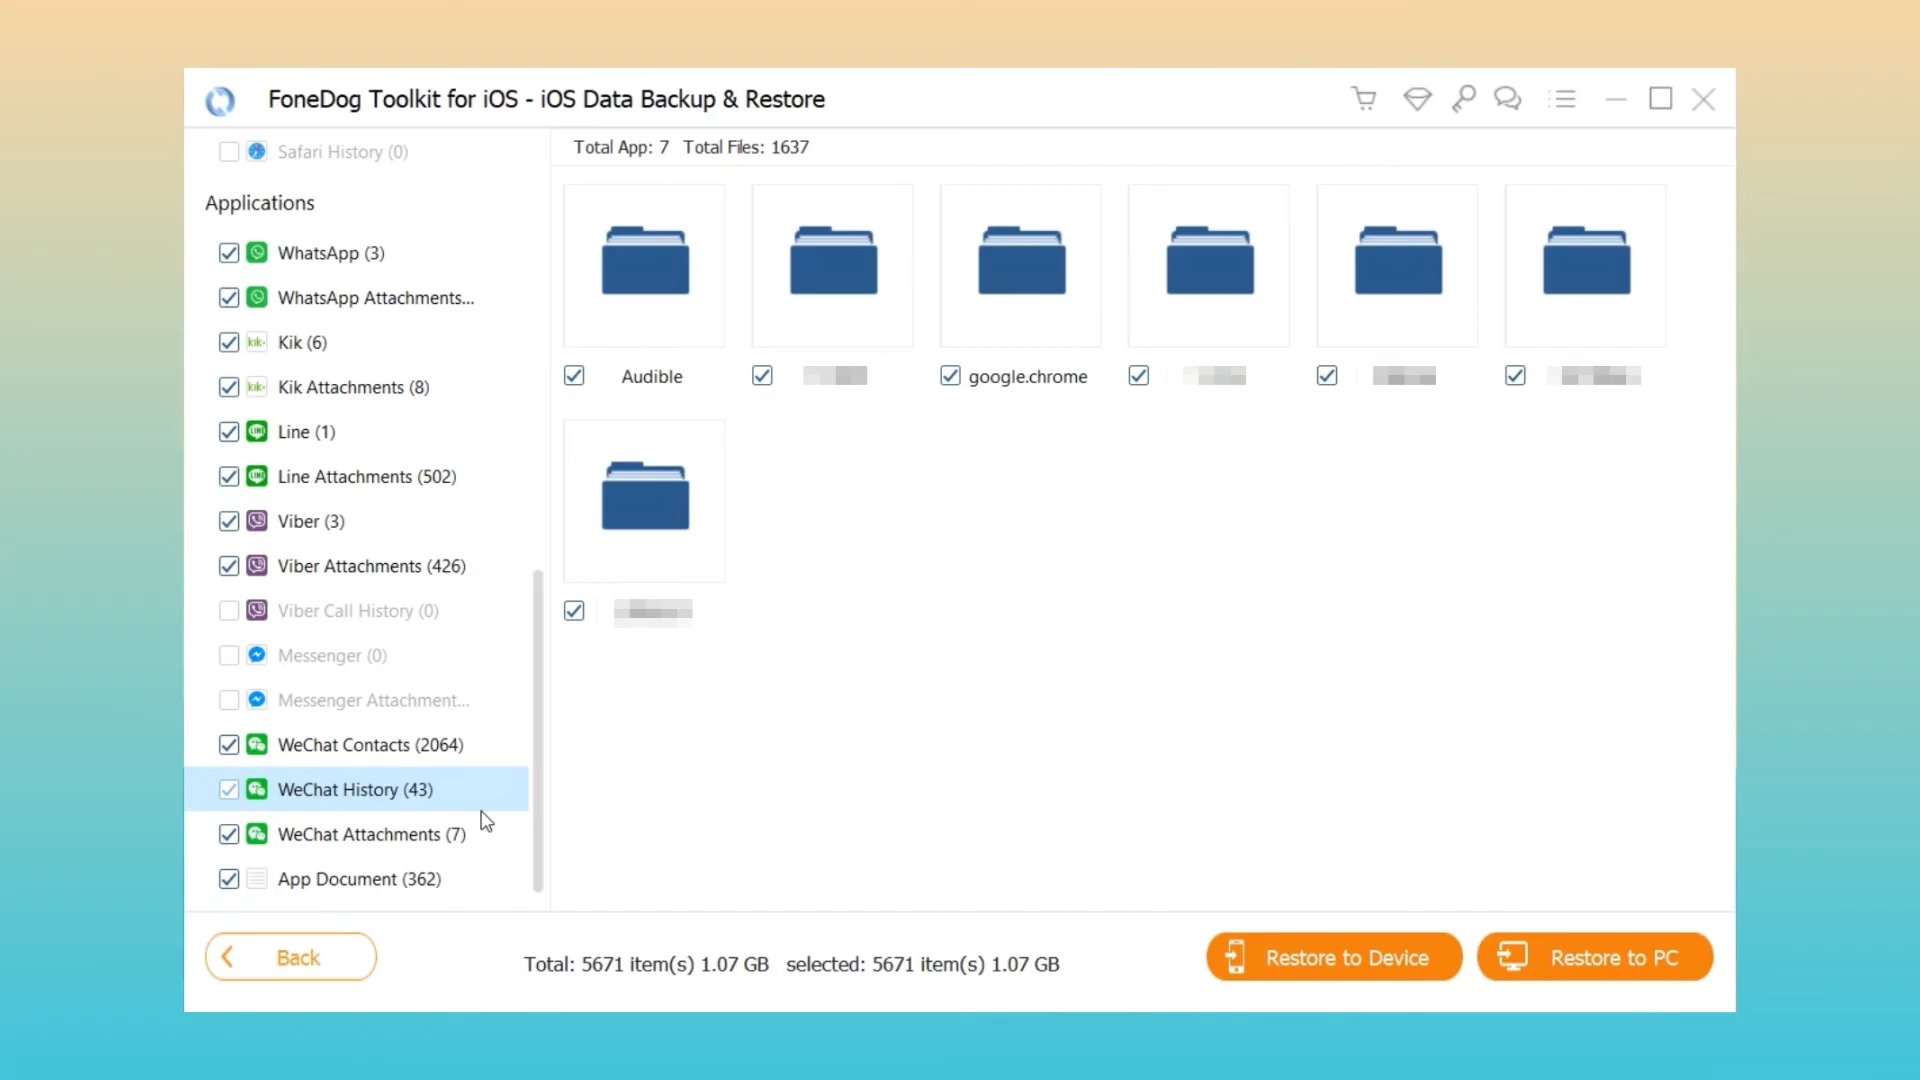 FoneDog Toolkit for iOS - iOS Data Backup & Restore
Safari History (0)
Applications
WhatsApp (3)
WhatsApp Attachments...
kik·
Kik (6)
kik·
Kik Attachments (8)
LINE
Line (1)
LINE
Line Attachments (502)
Viber (3)
Viber Attachments (426)
Viber Call History (0)
Messenger (0)
Messenger Attachment...
WeChat Contacts (2064)
WeChat History (43)
WeChat Attachments (7)
App Document (362)
Total App: 7 Total Files: 1637
Audible
google.chrome
Back
Total: 5671 item(s) 1.07 GB selected: 5671 item(s) 1.07 GB
Restore to Device
Restore to PC